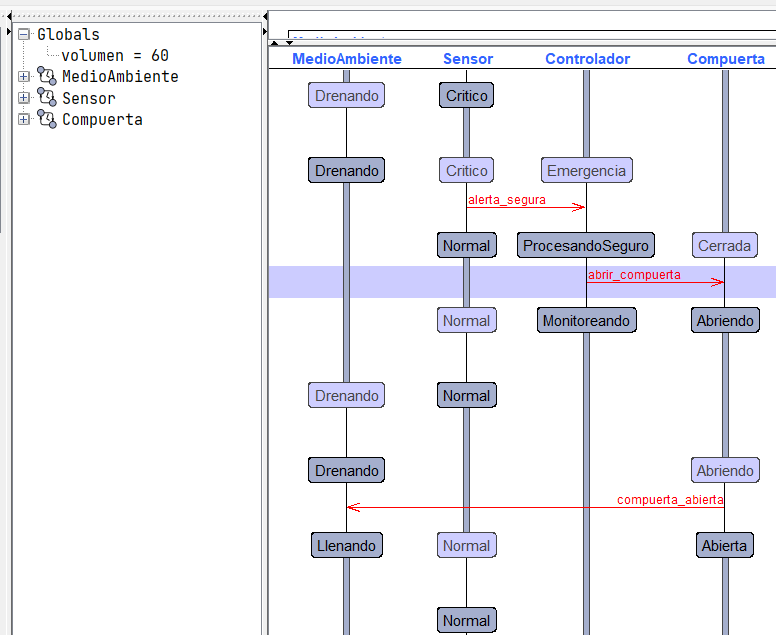 Globals
volumen = 60
MedioAmbiente
Sensor
Compuerta
MedioAmbiente Sensor Controlador Compuerta
Drenando Critico
Drenando Critico Emergencia
alerta_segura
Normal ProcesandoSeguro Cerrada
abrir_compuerta
Normal Monitoreando Abriendo
Drenando Normal
Drenando Abriendo
compuerta_abierta
Llenando Normal Abierta
Normal